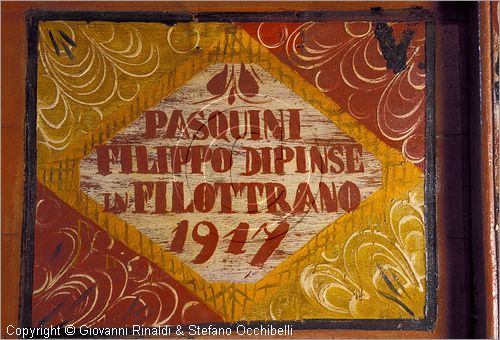 PASQUINI
FILIPPO DIPINSE
IN FILOTTRANO
1917
Copyright © Giovanni Rinaldi & Stefano Occhibelli